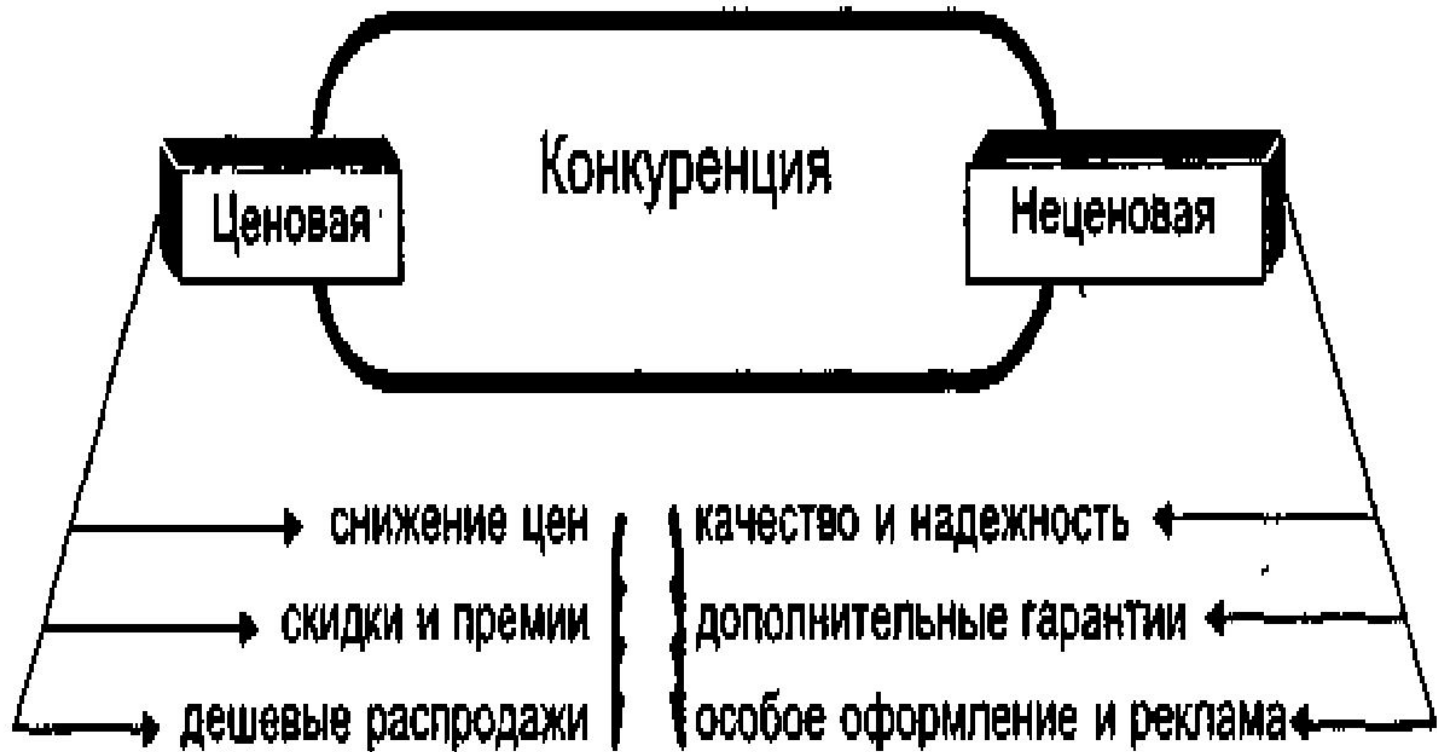 Конкуренция
Ценовая
Неценовая
снижение цен
качество и надежность
скидки и премии
дополнительные гарантии
дешевые распродажи
особое оформление и реклама